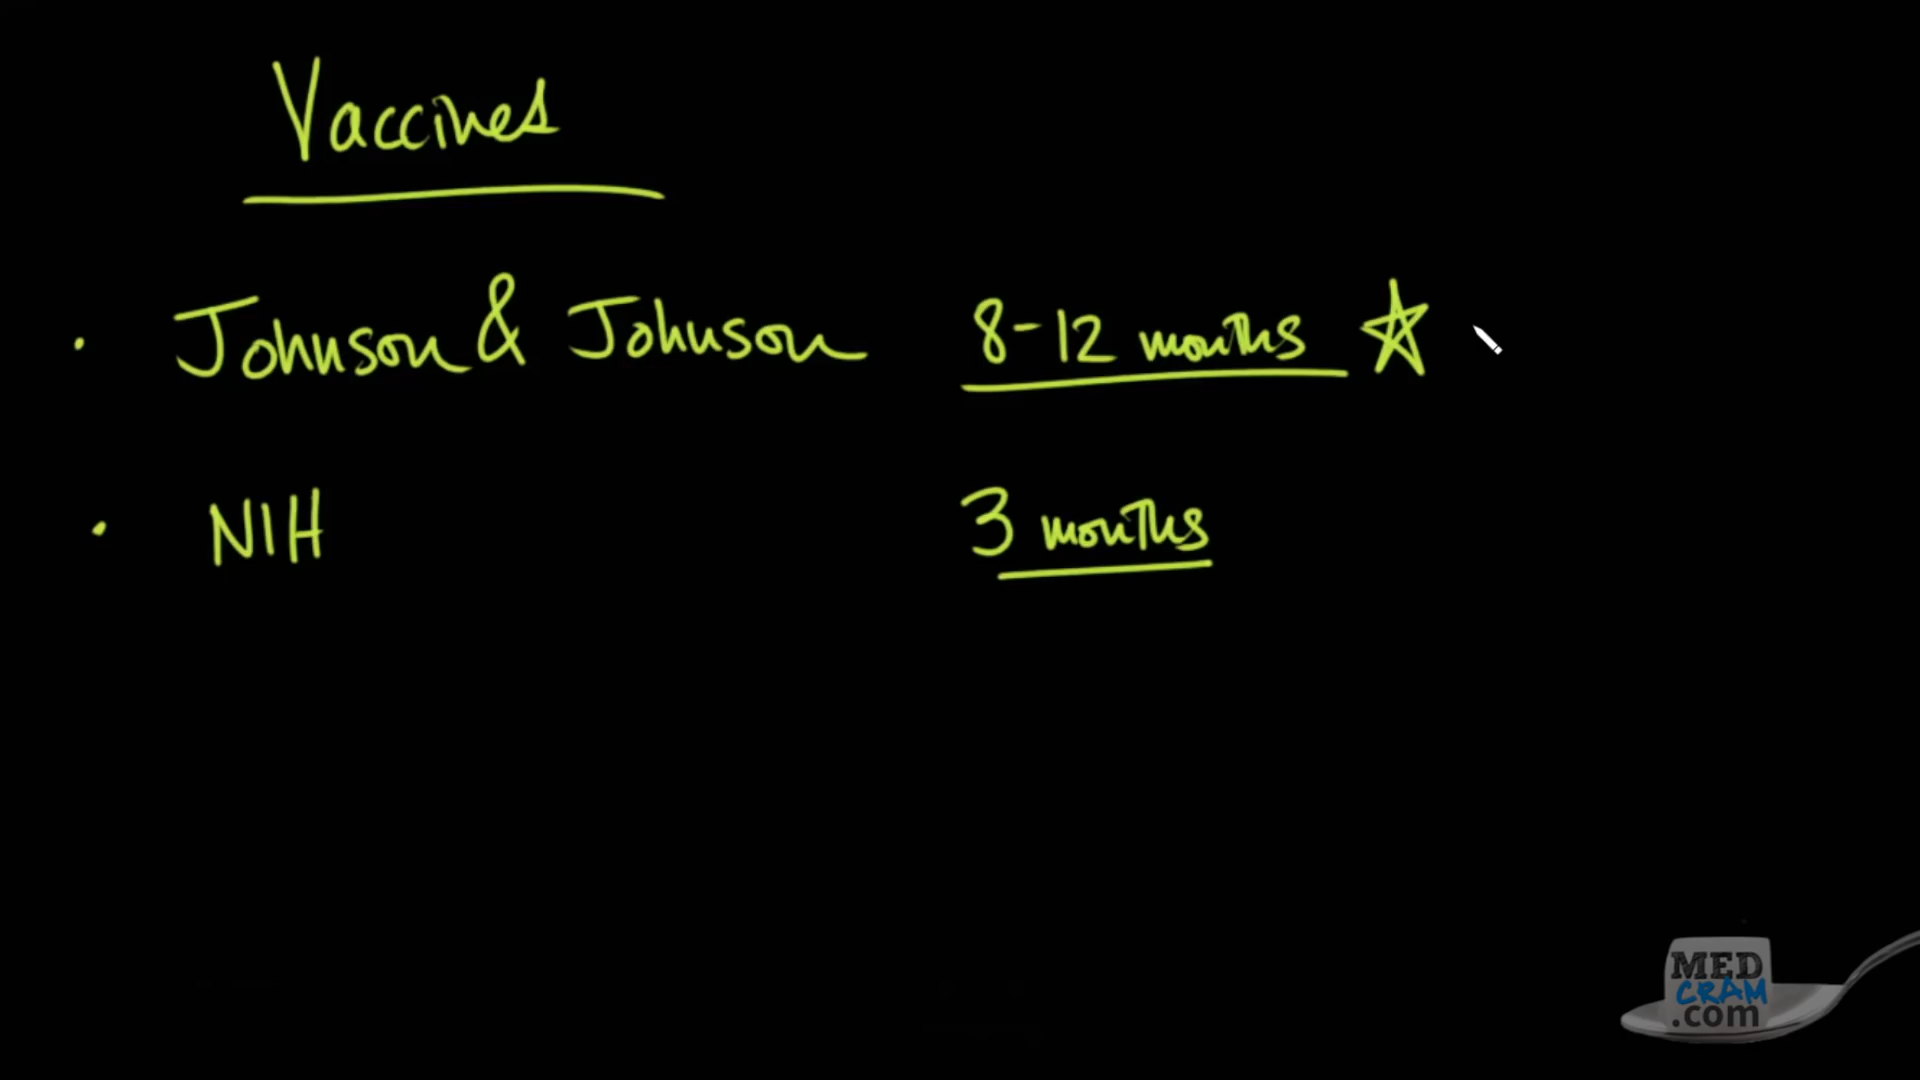 Vaccines
· Johnson & Johnson 8-12 months ☆
· NIH 3 months
MED
CRAM
.com